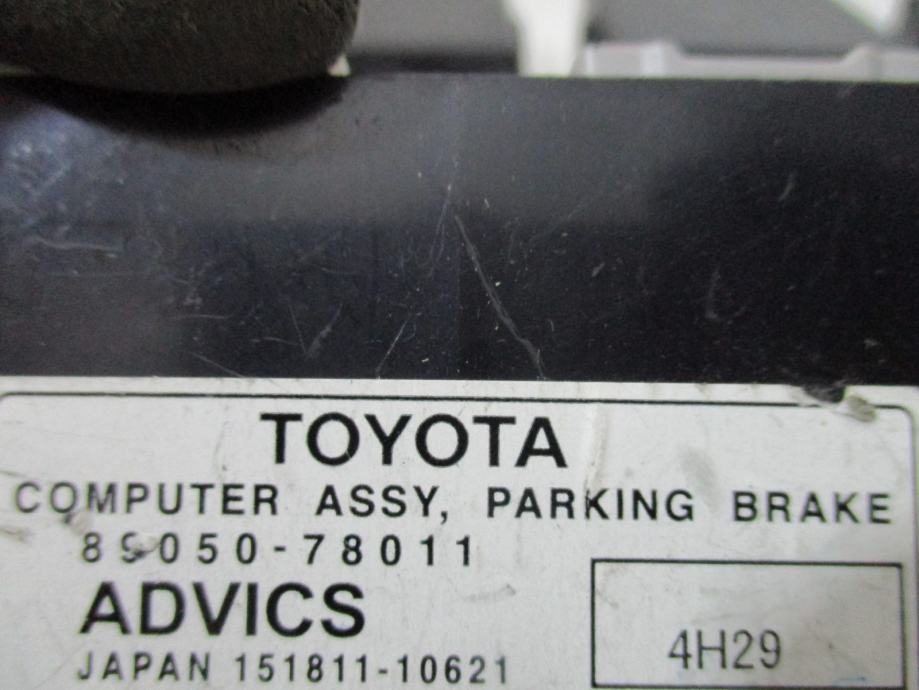 TOYOTA
COMPUTER ASSY, PARKING BRAKE
89050-78011
ADVICS
4H29
JAPAN 151811-10621